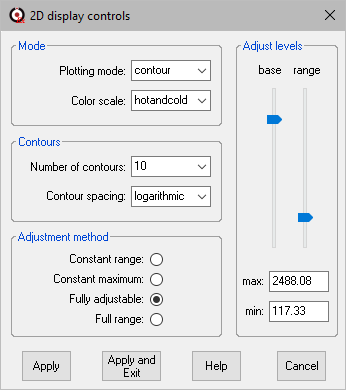 2D display controls
Mode
Plotting mode: contour
Color scale: hotandcold
Contours
Number of contours: 10
Contour spacing: logarithmic
Adjustment method
Constant range:
Constant maximum:
Fully adjustable:
Full range:
Adjust levels
base range
max: 2488.08
min: 117.33
Apply
Apply and
Exit
Help
Cancel